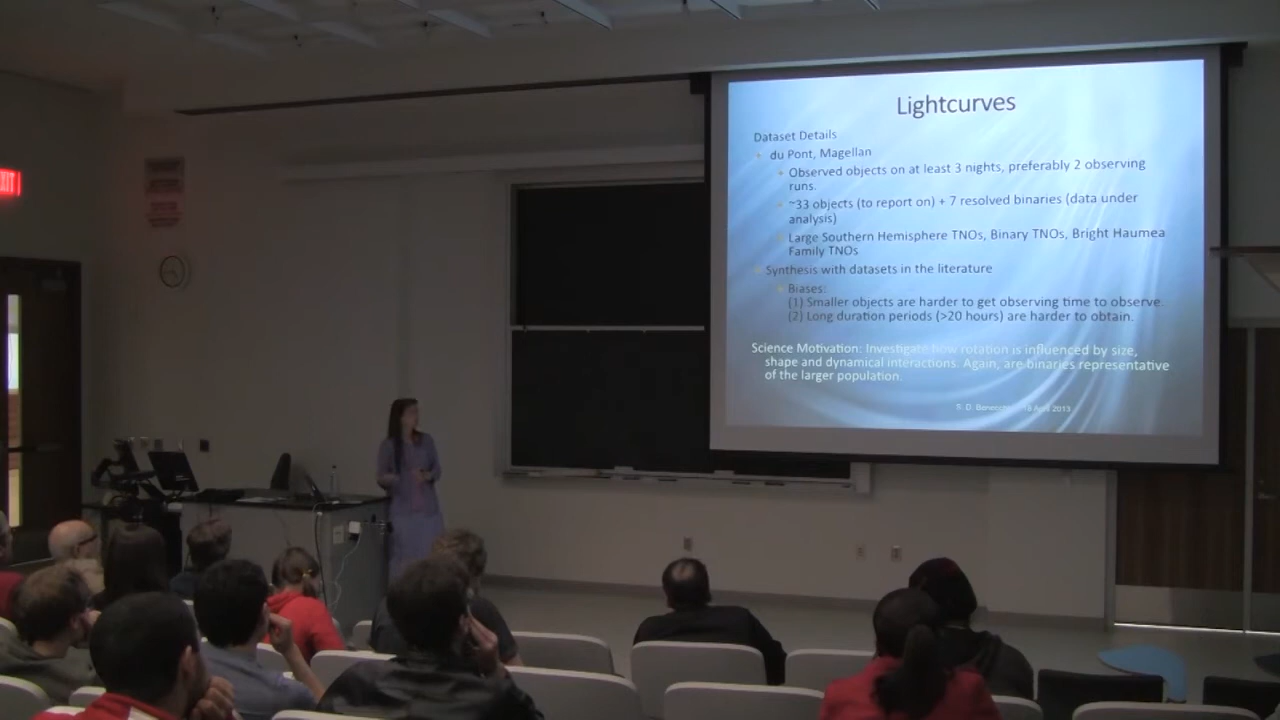 Lightcurves
Dataset Details
du Pont, Magellan
Observed objects on at least 3 nights, preferably 2 observing
runs.
~33 objects (to report on) + 7 resolved binaries (data under
analysis)
Large Southern Hemisphere TNOs, Binary TNOs, Bright Haumea
Family TNOs
Synthesis with datasets in the literature
Biases:
(1) Smaller objects are harder to get observing time to observe.
(2) Long duration periods (>20 hours) are harder to obtain.
Science Motivation: Investigate how rotation is influenced by size,
shape and dynamical interactions. Again, are binaries representative
of the larger population.
S. D. 2013